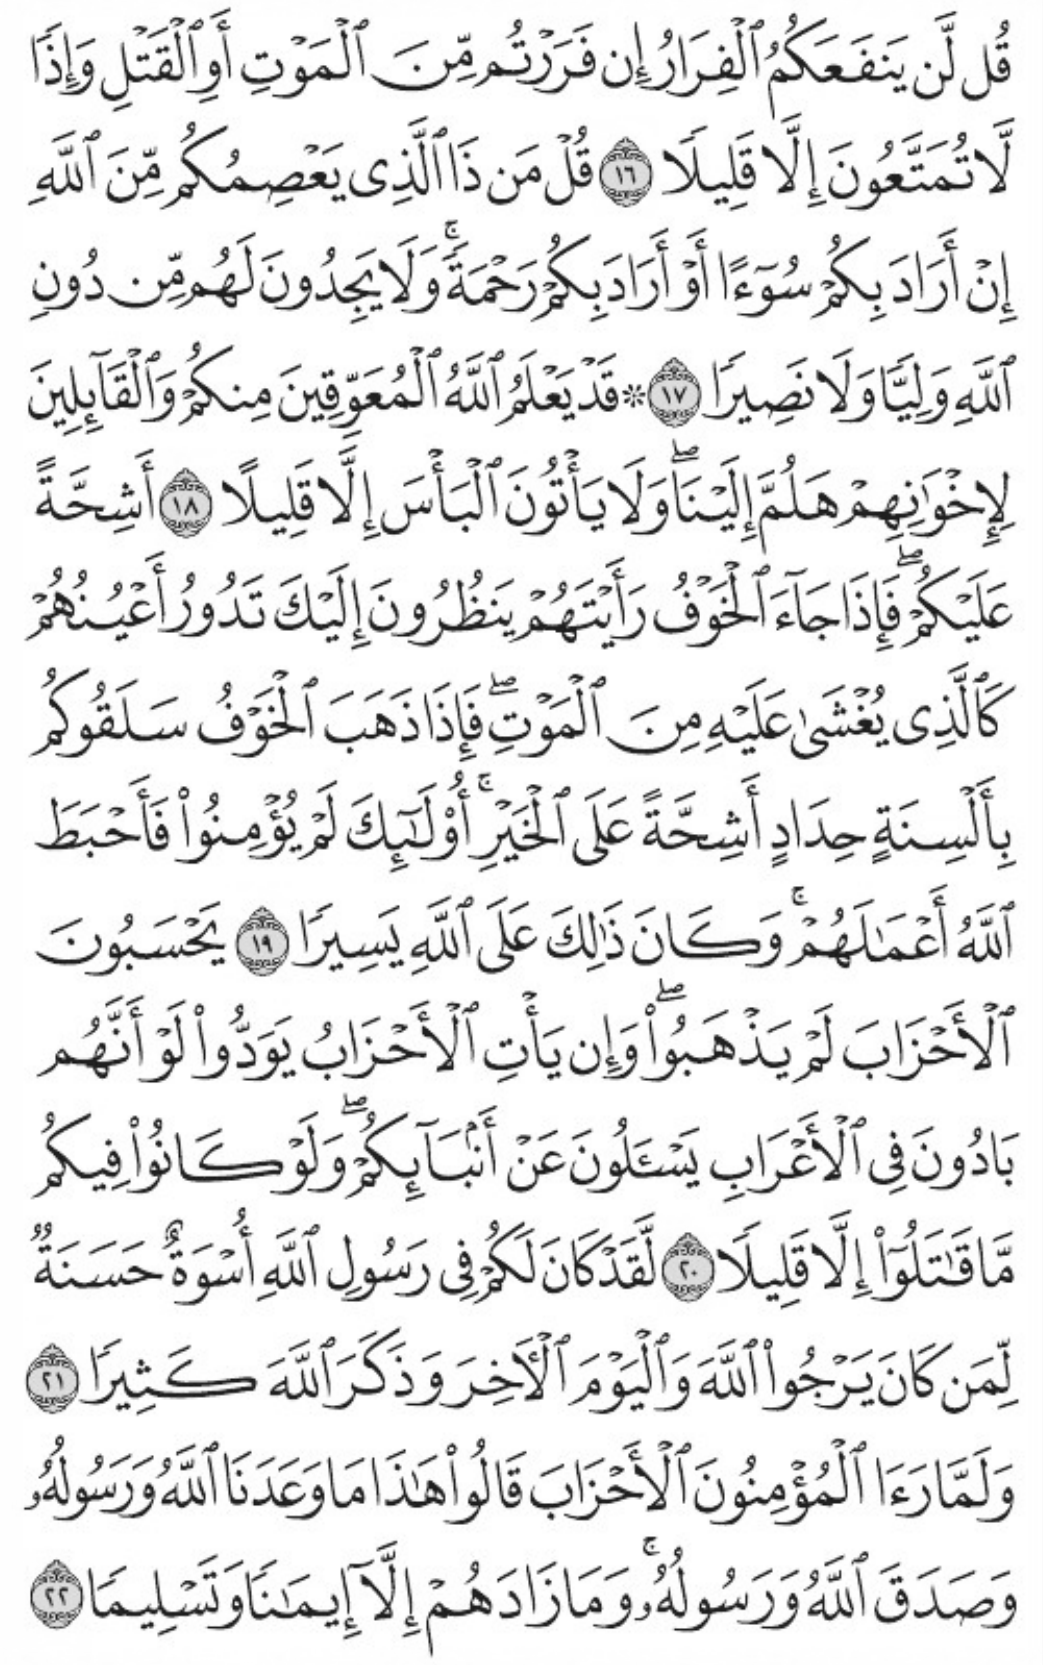 قُل لَّن يَنفَعَكُمُ ٱلْفِرَارُ إِن فَرَرْتُم مِّنَ ٱلْمَوْتِ أَوِ ٱلْقَتْلِ وَإِذًا
لَّا تُمَتَّعُونَ إِلَّا قَلِيلًا ١٦ قُلْ مَن ذَا ٱلَّذِى يَعْصِمُكُم مِّنَ ٱللَّهِ
إِنْ أَرَادَ بِكُمْ سُوٓءًا أَوْ أَرَادَ بِكُمْ رَحْمَةً ۚ وَلَا يَجِدُونَ لَهُم مِّن دُونِ
ٱللَّهِ وَلِيًّا وَلَا نَصِيرًا ١٧ ۞ قَدْ يَعْلَمُ ٱللَّهُ ٱلْمُعَوِّقِينَ مِنكُمْ وَٱلْقَآئِلِينَ
لِإِخْوَٰنِهِمْ هَلُمَّ إِلَيْنَا ۖ وَلَا يَأْتُونَ ٱلْبَأْسَ إِلَّا قَلِيلًا ١٨ أَشِحَّةً
عَلَيْكُمْ ۖ فَإِذَا جَآءَ ٱلْخَوْفُ رَأَيْتَهُمْ يَنظُرُونَ إِلَيْكَ تَدُورُ أَعْيُنُهُمْ
كَٱلَّذِى يُغْشَىٰ عَلَيْهِ مِنَ ٱلْمَوْتِ ۖ فَإِذَا ذَهَبَ ٱلْخَوْفُ سَلَقُوكُم
بِأَلْسِنَةٍ حِدَادٍ أَشِحَّةً عَلَى ٱلْخَيْرِ ۚ أُو۟لَـٰٓئِكَ لَمْ يُؤْمِنُوا۟ فَأَحْبَطَ
ٱللَّهُ أَعْمَـٰلَهُمْ ۚ وَكَانَ ذَٰلِكَ عَلَى ٱللَّهِ يَسِيرًا ١٩ يَحْسَبُونَ
ٱلْأَحْزَابَ لَمْ يَذْهَبُوا۟ ۖ وَإِن يَأْتِ ٱلْأَحْزَابُ يَوَدُّوا۟ لَوْ أَنَّهُم
بَادُونَ فِى ٱلْأَعْرَابِ يَسْـَٔلُونَ عَنْ أَنۢبَآئِكُمْ ۖ وَلَوْ كَانُوا۟ فِيكُم
مَّا قَـٰتَلُوٓا۟ إِلَّا قَلِيلًا ٢٠ لَّقَدْ كَانَ لَكُمْ فِى رَسُولِ ٱللَّهِ أُسْوَةٌ حَسَنَةٌ
لِّمَن كَانَ يَرْجُوا۟ ٱللَّهَ وَٱلْيَوْمَ ٱلْـَٔاخِرَ وَذَكَرَ ٱللَّهَ كَثِيرًا ٢١
وَلَمَّا رَءَا ٱلْمُؤْمِنُونَ ٱلْأَحْزَابَ قَالُوا۟ هَـٰذَا مَا وَعَدَنَا ٱللَّهُ وَرَسُولُهُۥ
وَصَدَقَ ٱللَّهُ وَرَسُولُهُۥ ۚ وَمَا زَادَهُمْ إِلَّآ إِيمَـٰنًا وَتَسْلِيمًا ٢٢